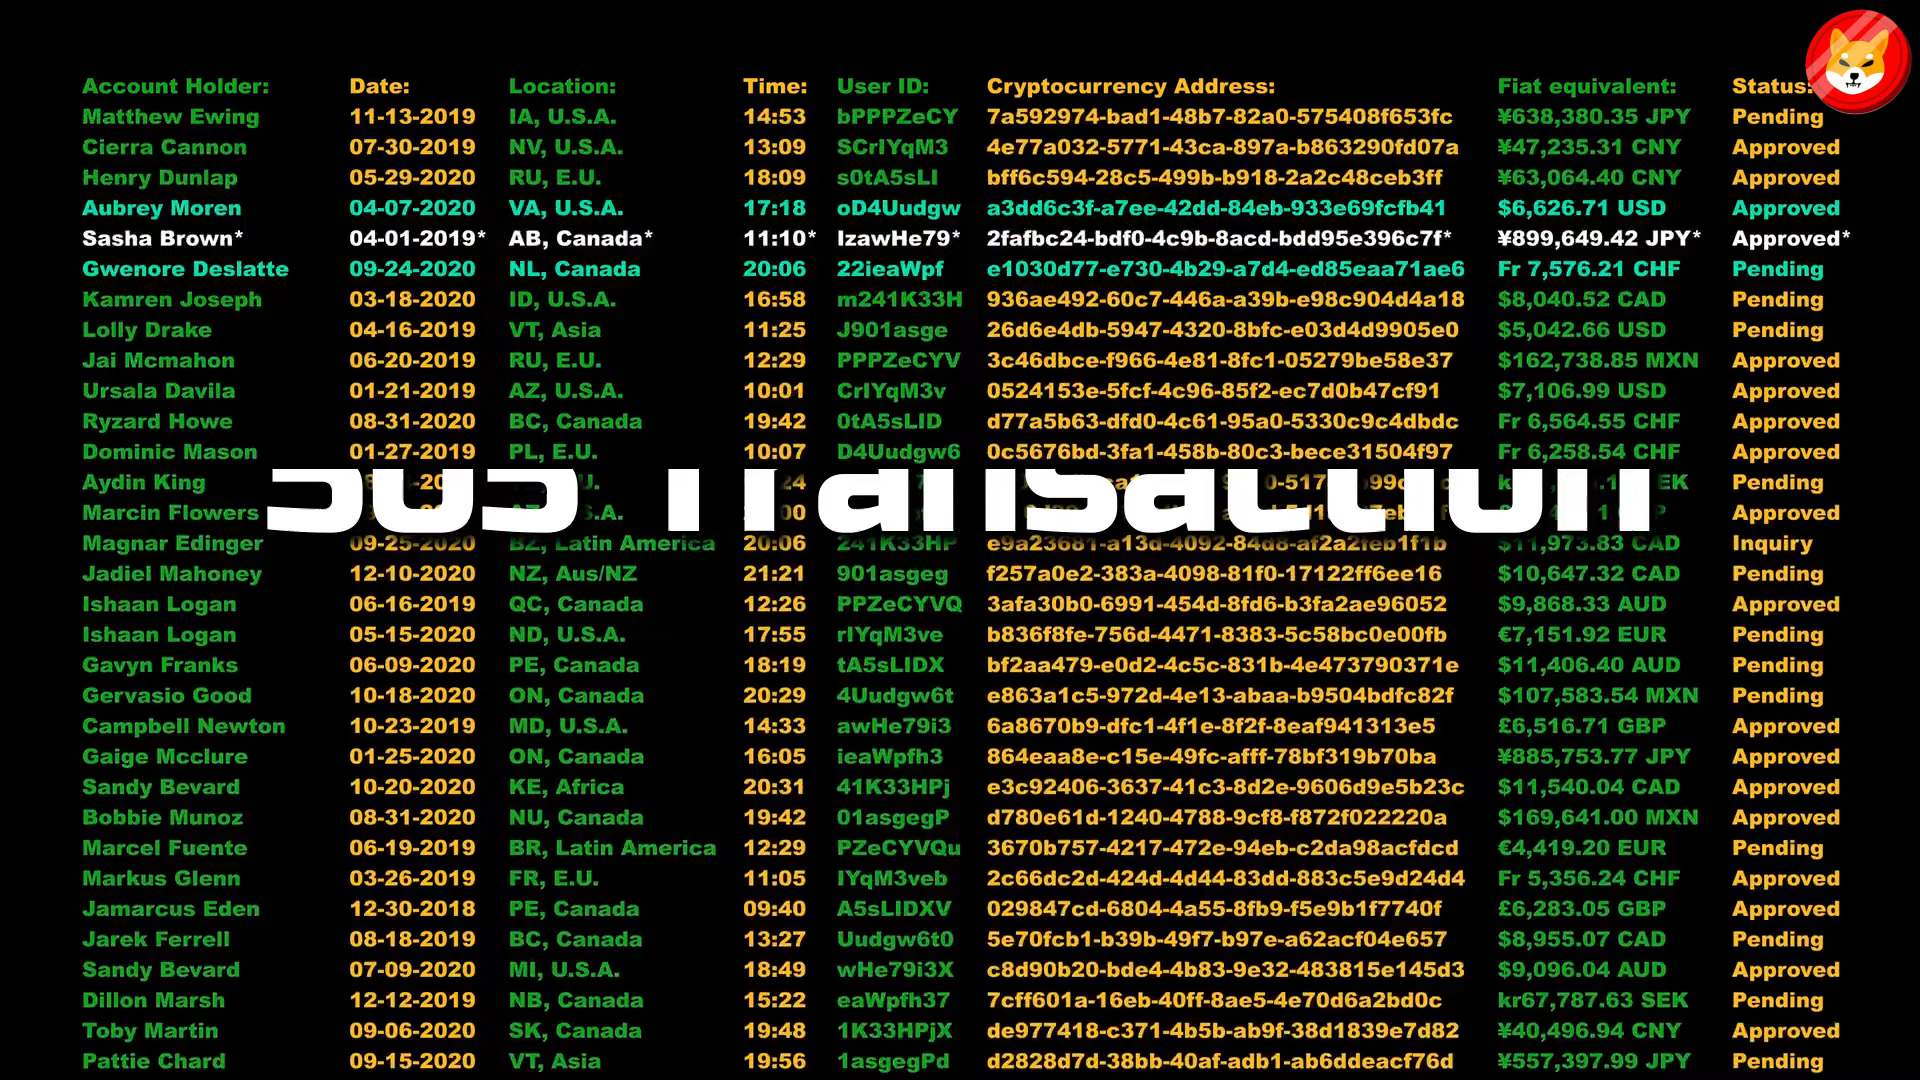 Account Holder: Date: Location: Time: User ID: Cryptocurrency Address: Fiat equivalent: Status:
Matthew Ewing 11-13-2019 IA, U.S.A. 14:53 bPPPZeCY 7a592974-bad1-48b7-82a0-575408f653fc ¥638,380.35 JPY Pending
Cierra Cannon 07-30-2019 NV, U.S.A. 13:09 SCrIYqM3 4e77a032-5771-43ca-897a-b863290fd07a ¥47,235.31 CNY Approved
Henry Dunlap 05-29-2020 RU, E.U. 18:09 s0tA5sLI bff6c594-28c5-499b-b918-2a2c48ceb3ff ¥63,064.40 CNY Approved
Aubrey Moren 04-07-2020 VA, U.S.A. 17:18 oD4Uudgw a3dd6c3f-a7ee-42dd-84eb-933e69fcfb41 $6,626.71 USD Approved
Sasha Brown* 04-01-2019* AB, Canada* 11:10* IzawHe79* 2fafbc24-bdf0-4c9b-8acd-bdd95e396c7f* ¥899,649.42 JPY* Approved*
Gwenore Deslatte 09-24-2020 NL, Canada 20:06 22ieaWpf e1030d77-e730-4b29-a7d4-ed85eaa71ae6 Fr 7,576.21 CHF Pending
Kamren Joseph 03-18-2020 ID, U.S.A. 16:58 m241K33H 936ae492-60c7-446a-a39b-e98c904d4a18 $8,040.52 CAD Pending
Lolly Drake 04-16-2019 VT, Asia 11:25 J901asge 26d6e4db-5947-4320-8bfc-e03d4d9905e0 $5,042.66 USD Pending
Jai Mcmahon 06-20-2019 RU, E.U. 12:29 PPPZeCYV 3c46dbce-f966-4e81-8fc1-05279be58e37 $162,738.85 MXN Approved
Ursala Davila 01-21-2019 AZ, U.S.A. 10:01 CrIYqM3v 0524153e-5fcf-4c96-85f2-ec7d0b47cf91 $7,106.99 USD Approved
Ryzard Howe 08-31-2020 BC, Canada 19:42 0tA5sLID d77a5b63-dfd0-4c61-95a0-5330c9c4dbdc Fr 6,564.55 CHF Approved
Dominic Mason 01-27-2019 PL, E.U. 10:07 D4Uudgw6 0c5676bd-3fa1-458b-80c3-bece31504f97 Fr 6,258.54 CHF Approved
Aydin King Pending
Transaction
Marcin Flowers Approved
Magnar Edinger 09-25-2020 BZ, Latin America 20:06 241K33HP e9a23681-a13d-4092-84d8-af2a2feb1f1b $11,973.83 CAD Inquiry
Jadiel Mahoney 12-10-2020 NZ, Aus/NZ 21:21 901asgeg f257a0e2-383a-4098-81f0-17122ff6ee16 $10,647.32 CAD Pending
Ishaan Logan 06-16-2019 QC, Canada 12:26 PPZeCYVQ 3afa30b0-6991-454d-8fd6-b3fa2ae96052 $9,868.33 AUD Approved
Ishaan Logan 05-15-2020 ND, U.S.A. 17:55 rIYqM3ve b836f8fe-756d-4471-8383-5c58bc0e00fb €7,151.92 EUR Pending
Gavyn Franks 06-09-2020 PE, Canada 18:19 tA5sLIDX bf2aa479-e0d2-4c5c-831b-4e473790371e $11,406.40 AUD Pending
Gervasio Good 10-18-2020 ON, Canada 20:29 4Uudgw6t e863a1c5-972d-4e13-abaa-b9504bdfc82f $107,583.54 MXN Pending
Campbell Newton 10-23-2019 MD, U.S.A. 14:33 awHe79i3 6a8670b9-dfc1-4f1e-8f2f-8eaf941313e5 £6,516.71 GBP Approved
Gaige Mcclure 01-25-2020 ON, Canada 16:05 ieaWpfh3 864eaa8e-c15e-49fc-afff-78bf319b70ba ¥885,753.77 JPY Approved
Sandy Bevard 10-20-2020 KE, Africa 20:31 41K33HPj e3c92406-3637-41c3-8d2e-9606d9e5b23c $11,540.04 CAD Approved
Bobbie Munoz 08-31-2020 NU, Canada 19:42 01asgegP d780e61d-1240-4788-9cf8-f872f022220a $169,641.00 MXN Approved
Marcel Fuente 06-19-2019 BR, Latin America 12:29 PZeCYVQu 3670b757-4217-472e-94eb-c2da98acfdcd €4,419.20 EUR Pending
Markus Glenn 03-26-2019 FR, E.U. 11:05 IYqM3veb 2c66dc2d-424d-4d44-83dd-883c5e9d24d4 Fr 5,356.24 CHF Approved
Jamarcus Eden 12-30-2018 PE, Canada 09:40 A5sLIDXV 029847cd-6804-4a55-8fb9-f5e9b1f7740f £6,283.05 GBP Approved
Jarek Ferrell 08-18-2019 BC, Canada 13:27 Uudgw6t0 5e70fcb1-b39b-49f7-b97e-a62acf04e657 $8,955.07 CAD Pending
Sandy Bevard 07-09-2020 MI, U.S.A. 18:49 wHe79i3X c8d90b20-bde4-4b83-9e32-483815e145d3 $9,096.04 AUD Approved
Dillon Marsh 12-12-2019 NB, Canada 15:22 eaWpfh37 7cff601a-16eb-40ff-8ae5-4e70d6a2bd0c kr67,787.63 SEK Pending
Toby Martin 09-06-2020 SK, Canada 19:48 1K33HPjX de977418-c371-4b5b-ab9f-38d1839e7d82 ¥40,496.94 CNY Approved
Pattie Chard 09-15-2020 VT, Asia 19:56 1asgegPd d2828d7d-38bb-40af-adb1-ab6ddeacf76d ¥557,397.99 JPY Pending